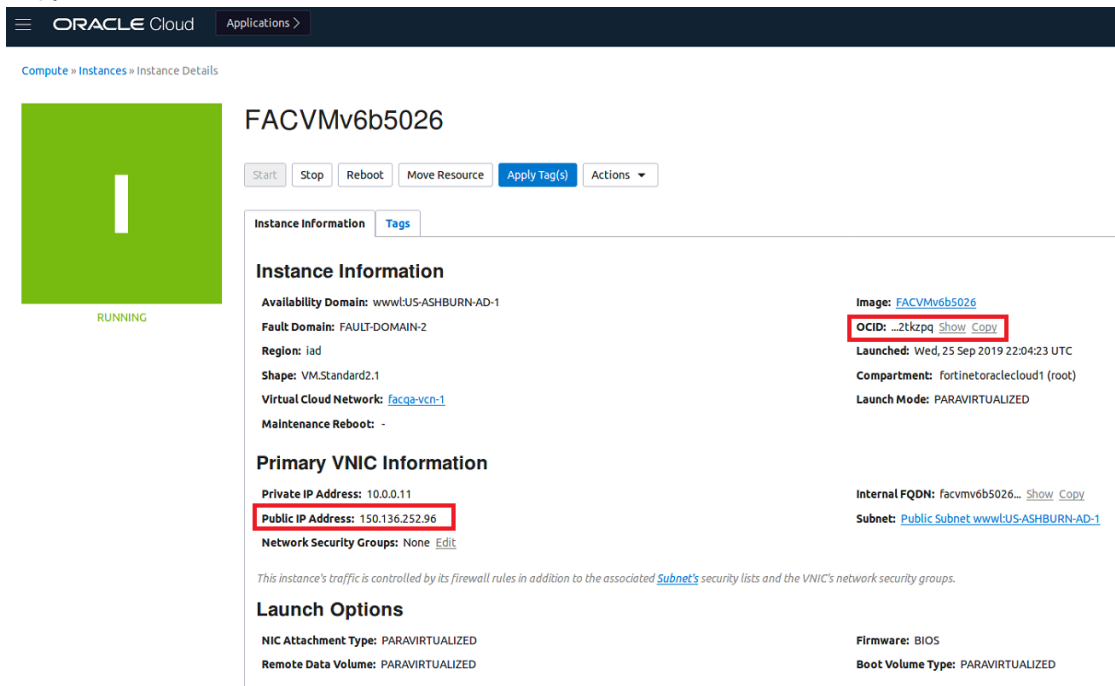 ORACLE Cloud
Applications >
Compute » Instances » Instance Details
FACVMv6b5026
Start Stop Reboot Move Resource Apply Tag(s) Actions
Instance Information Tags
RUNNING
Instance Information
Availability Domain: wwwl:US-ASHBURN-AD-1
Fault Domain: FAULT-DOMAIN-2
Region: iad
Shape: VM.Standard2.1
Virtual Cloud Network: facqa-vcn-1
Maintenance Reboot: -
Image: FACVMv6b5026
OCID: ...2tkzpq Show Copy
Launched: Wed, 25 Sep 2019 22:04:23 UTC
Compartment: fortinetoraclecloud1 (root)
Launch Mode: PARAVIRTUALIZED
Primary VNIC Information
Private IP Address: 10.0.0.11
Public IP Address: 150.136.252.96
Network Security Groups: None Edit
Internal FQDN: facvmv6b5026... Show Copy
Subnet: Public Subnet wwwl:US-ASHBURN-AD-1
This instance's traffic is controlled by its firewall rules in addition to the associated Subnet's security lists and the VNIC's network security groups.
Launch Options
NIC Attachment Type: PARAVIRTUALIZED
Remote Data Volume: PARAVIRTUALIZED
Firmware: BIOS
Boot Volume Type: PARAVIRTUALIZED